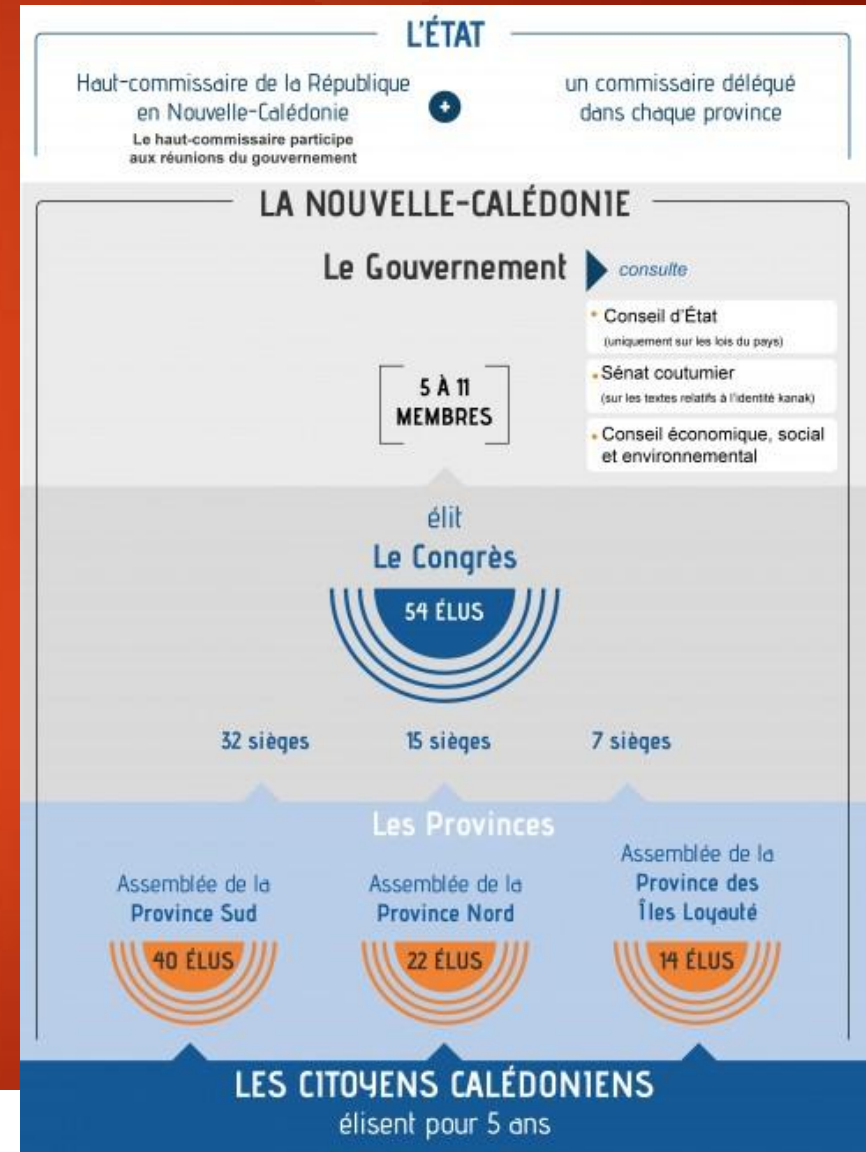 L'ÉTAT
Haut-commissaire de la République
en Nouvelle-Calédonie
Le haut-commissaire participe
aux réunions du gouvernement
+
un commissaire délégué
dans chaque province
LA NOUVELLE-CALÉDONIE
Le Gouvernement
consulte
• Conseil d'État
(uniquement sur les lois du pays)
• Sénat coutumier
(sur les textes relatifs à l'identité kanak)
• Conseil économique, social
et environnemental
5 À 11
MEMBRES
élit
Le Congrès
54 ÉLUS
32 sièges
15 sièges
7 sièges
Les Provinces
Assemblée de la
Province Sud
40 ÉLUS
Assemblée de la
Province Nord
22 ÉLUS
Assemblée de la
Province des
Îles Loyauté
14 ÉLUS
LES CITOYENS CALÉDONIENS
élisent pour 5 ans